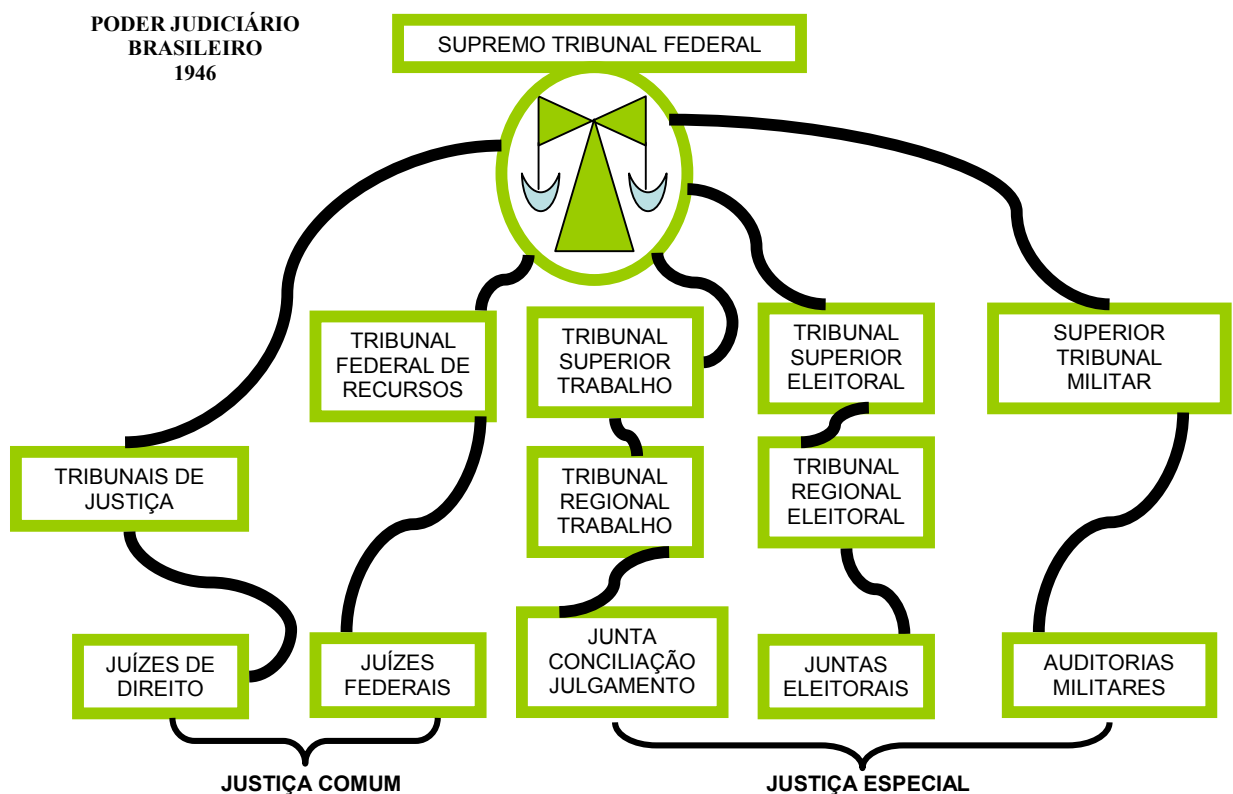 PODER JUDICIÁRIO
BRASILEIRO
1946
SUPREMO TRIBUNAL FEDERAL
TRIBUNAL
FEDERAL DE
RECURSOS
TRIBUNAL
SUPERIOR
TRABALHO
TRIBUNAL
SUPERIOR
ELEITORAL
SUPERIOR
TRIBUNAL
MILITAR
TRIBUNAIS DE
JUSTIÇA
TRIBUNAL
REGIONAL
TRABALHO
TRIBUNAL
REGIONAL
ELEITORAL
JUÍZES DE
DIREITO
JUÍZES
FEDERAIS
JUNTA
CONCILIAÇÃO
JULGAMENTO
JUNTAS
ELEITORAIS
AUDITORIAS
MILITARES
JUSTIÇA COMUM
JUSTIÇA ESPECIAL